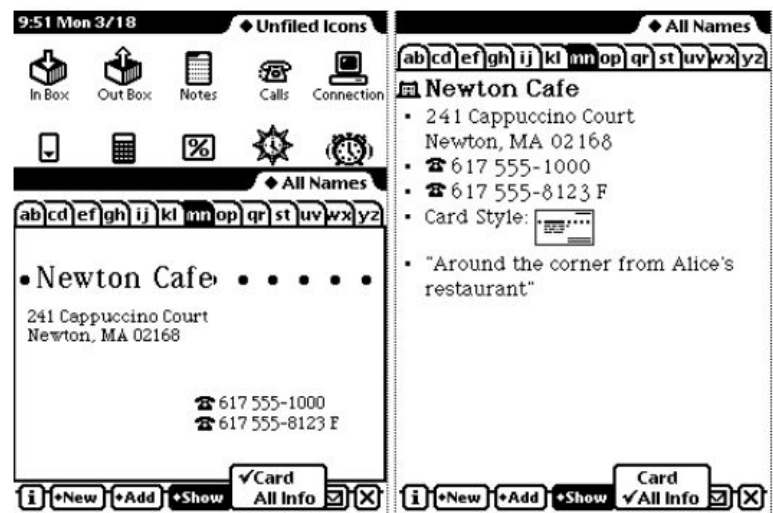 9:51 Mon 3/18
◆Unfiled Icons
In Box Out Box Notes Calls Connection
%
◆ All Names
ab cd ef gh ij kl mn op qr st uv wx yz
• Newton Cafe • • • • • •
241 Cappuccino Court
Newton, MA 02168
☎617 555-1000
☎617 555-8123 F
✓Card
All Info
i ◆New ◆Add ◆Show X
◆ All Names
ab cd ef gh ij kl mn op qr st uv wx yz
Newton Cafe
• 241 Cappuccino Court
Newton, MA 02168
• ☎617 555-1000
• ☎617 555-8123 F
• Card Style:
• "Around the corner from Alice's
restaurant"
Card
✓All Info
i ◆New ◆Add ◆Show X